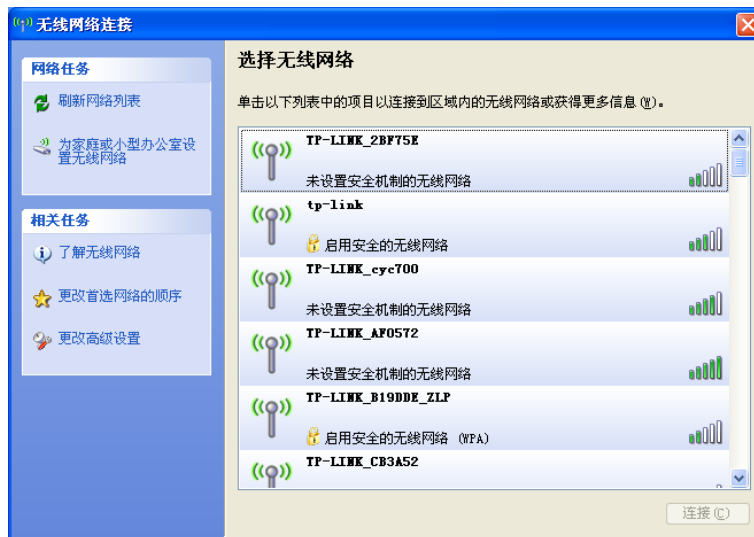 无线网络连接
网络任务
刷新网络列表
为家庭或小型办公室设
置无线网络
相关任务
了解无线网络
更改首选网络的顺序
更改高级设置
选择无线网络
单击以下列表中的项目以连接到区域内的无线网络或获得更多信息(W)。
TP-LINK_2BF75E
未设置安全机制的无线网络
tp-link
启用安全的无线网络
TP-LINK_cyc700
未设置安全机制的无线网络
TP-LINK_AF0572
未设置安全机制的无线网络
TP-LINK_B19DDE_ZLP
启用安全的无线网络 (WPA)
TP-LINK_CB3A52
连接(C)